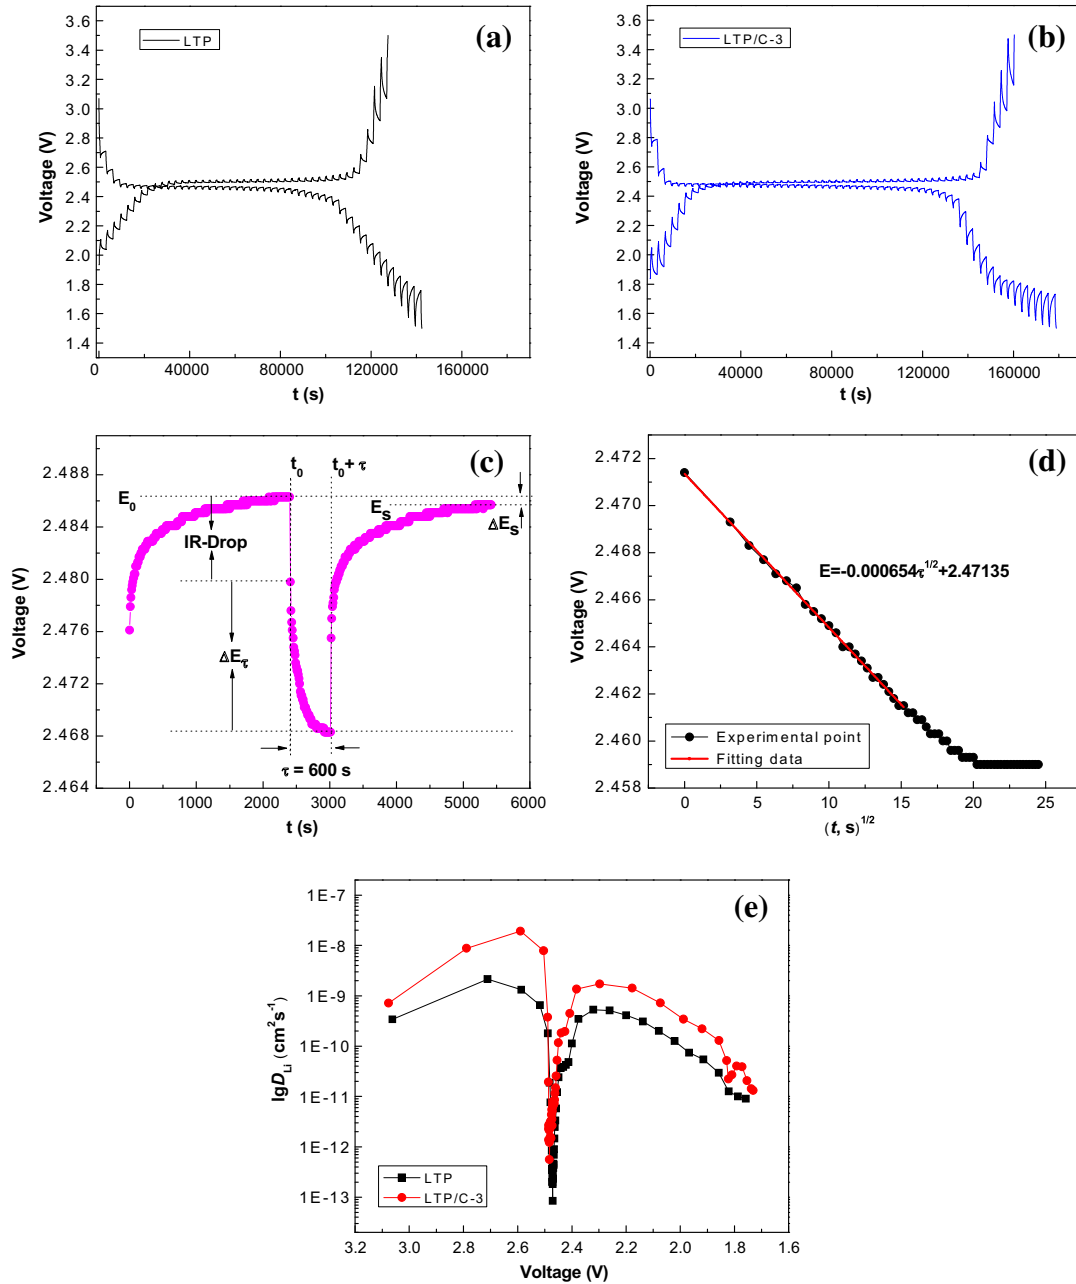 LTP
(a)
3.6
3.4
3.2
3.0
2.8
2.6
2.4
2.2
2.0
1.8
1.6
1.4
Voltage (V)
0
40000
80000
120000
160000
t (s)
LTP/C-3
(b)
3.6
3.4
3.2
3.0
2.8
2.6
2.4
2.2
2.0
1.8
1.6
1.4
Voltage (V)
0
40000
80000
120000
160000
t (s)
(c)
t0
t0+ τ
2.488
2.484
2.480
2.476
2.472
2.468
2.464
Voltage (V)
E0
IR-Drop
ΔEτ
Es
ΔEs
τ = 600 s
0
1000
2000
3000
4000
5000
6000
t (s)
(d)
2.472
2.470
2.468
2.466
2.464
2.462
2.460
2.458
Voltage (V)
E=-0.000654τ1/2+2.47135
Experimental point
Fitting data
0
5
10
15
20
25
(t, s)1/2
(e)
1E-7
1E-8
1E-9
1E-10
1E-11
1E-12
1E-13
lgDLi (cm2s-1)
LTP
LTP/C-3
3.2
3.0
2.8
2.6
2.4
2.2
2.0
1.8
1.6
Voltage (V)